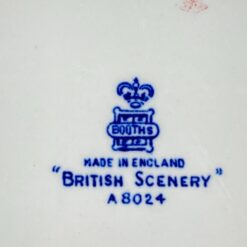 BOOTHS
MADE IN ENGLAND
"BRITISH SCENERY"
A8024